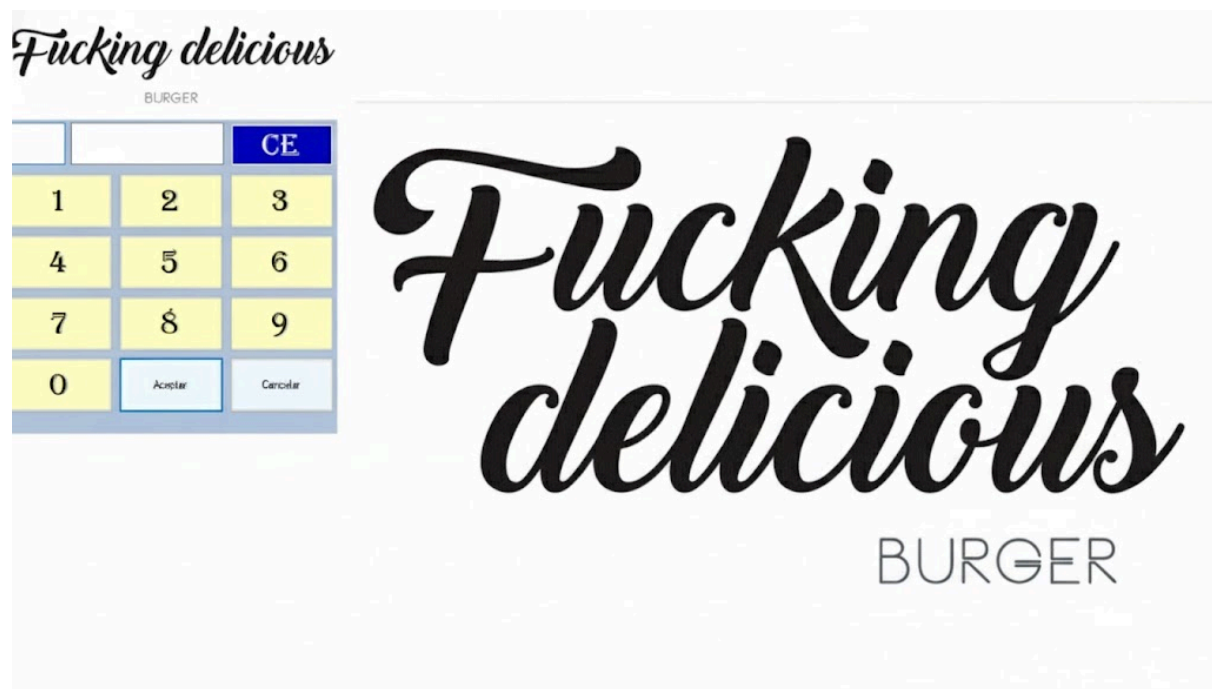 Fucking delicious
BURGER
CE
1 2 3
4 5 6
7 8 9
0 Aceptar Cancelar
Fucking
delicious
BURGER